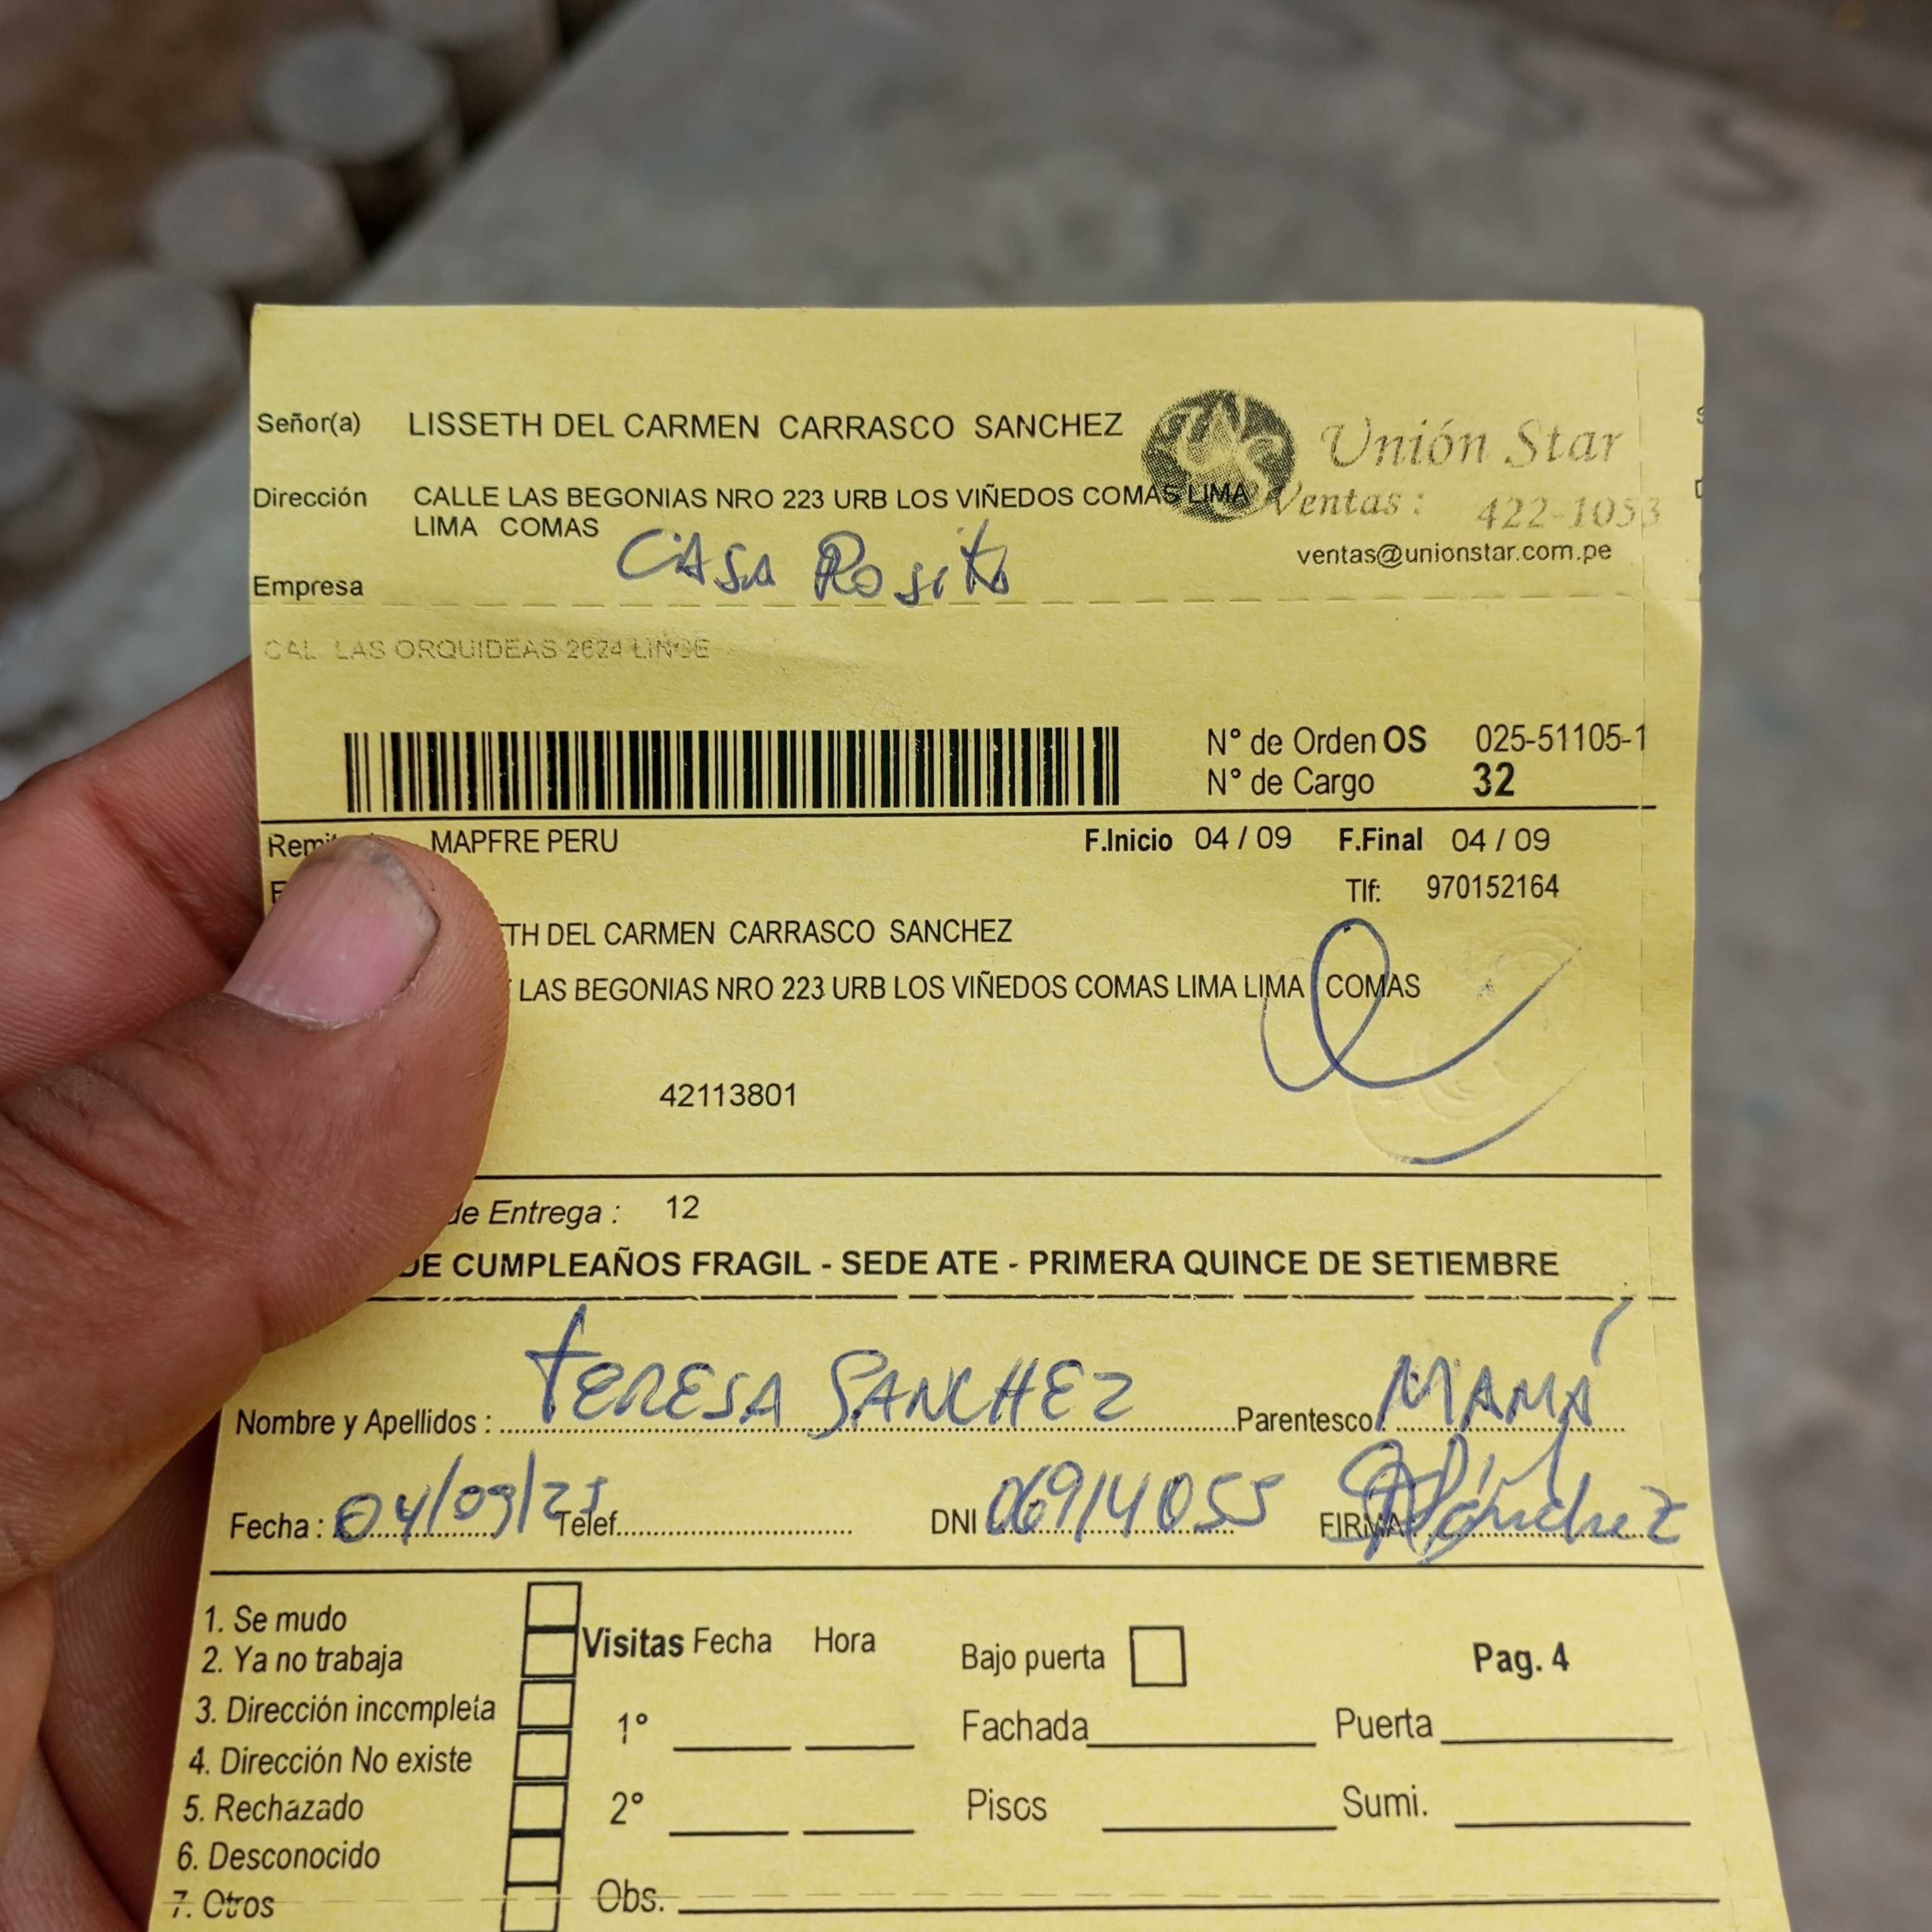 Señor(a) LISSETH DEL CARMEN CARRASCO SANCHEZ
Unión Star
Dirección CALLE LAS BEGONIAS NRO 223 URB LOS VIÑEDOS COMAS LIMA
Ventas : 422-1053
LIMA COMAS
ventas@unionstar.com.pe
Empresa CASA Rosita
CAL. LAS ORQUIDEAS 2624 LINCE
N° de Orden OS 025-51105-1
N° de Cargo 32
MAPFRE PERU F.Inicio 04 / 09 F.Final 04 / 09
Tlf: 970152164
TH DEL CARMEN CARRASCO SANCHEZ
LAS BEGONIAS NRO 223 URB LOS VIÑEDOS COMAS LIMA LIMA COMAS
42113801
de Entrega : 12
DE CUMPLEAÑOS FRAGIL - SEDE ATE - PRIMERA QUINCE DE SETIEMBRE
Nombre y Apellidos : TERESA SANCHEZ Parentesco MAMÁ
Fecha : 04/09/25 Telef. DNI 06914055 FIRMA Sánchez
1. Se mudo
2. Ya no trabaja Visitas Fecha Hora Bajo puerta Pag. 4
3. Dirección incompleta 1° Fachada Puerta
4. Dirección No existe
5. Rechazado 2° Pisos Sumi.
6. Desconocido
7. Otros Obs.